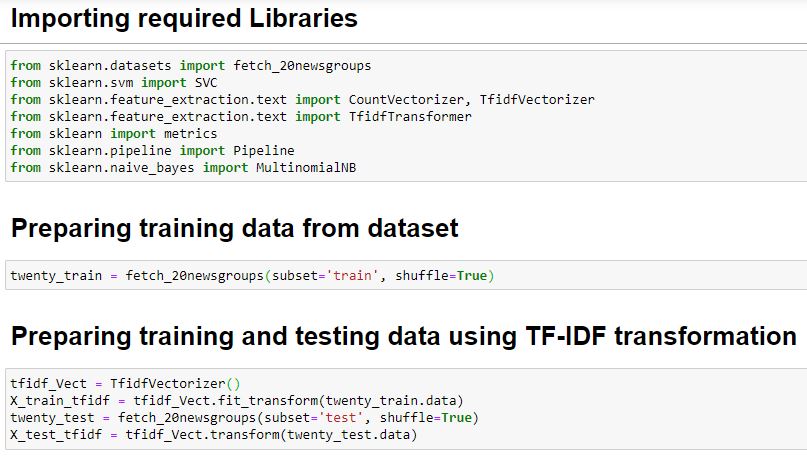 Importing required Libraries
from sklearn.datasets import fetch_20newsgroups
from sklearn.svm import SVC
from sklearn.feature_extraction.text import CountVectorizer, TfidfVectorizer
from sklearn.feature_extraction.text import TfidfTransformer
from sklearn import metrics
from sklearn.pipeline import Pipeline
from sklearn.naive_bayes import MultinomialNB
Preparing training data from dataset
twenty_train = fetch_20newsgroups(subset='train', shuffle=True)
Preparing training and testing data using TF-IDF transformation
tfidf_Vect = TfidfVectorizer()
X_train_tfidf = tfidf_Vect.fit_transform(twenty_train.data)
twenty_test = fetch_20newsgroups(subset='test', shuffle=True)
X_test_tfidf = tfidf_Vect.transform(twenty_test.data)